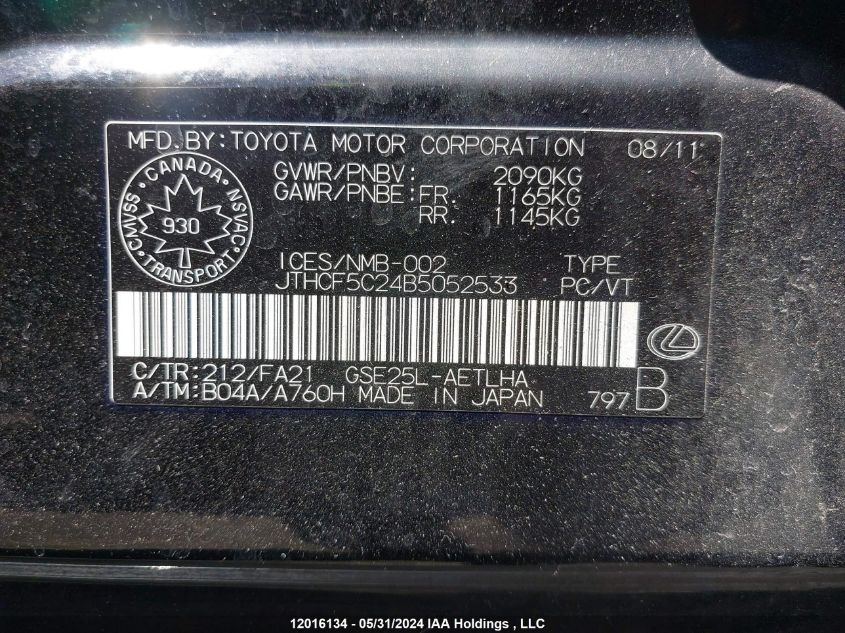 MFD.BY:TOYOTA MOTOR CORPORATION 08/11
GVWR/PNBV: 2090KG
GAWR/PNBE:FR. 1165KG
RR. 1145KG
CANADA
CMVSS NSVAC
930
TRANSPORT
ICES/NMB-002 TYPE
JTHCF5C24B5052533 PC/VT
C/TR:212/FA21 GSE25L-AETLHA
A/TM:B04A/A760H MADE IN JAPAN 797B
12016134 - 05/31/2024 IAA Holdings , LLC